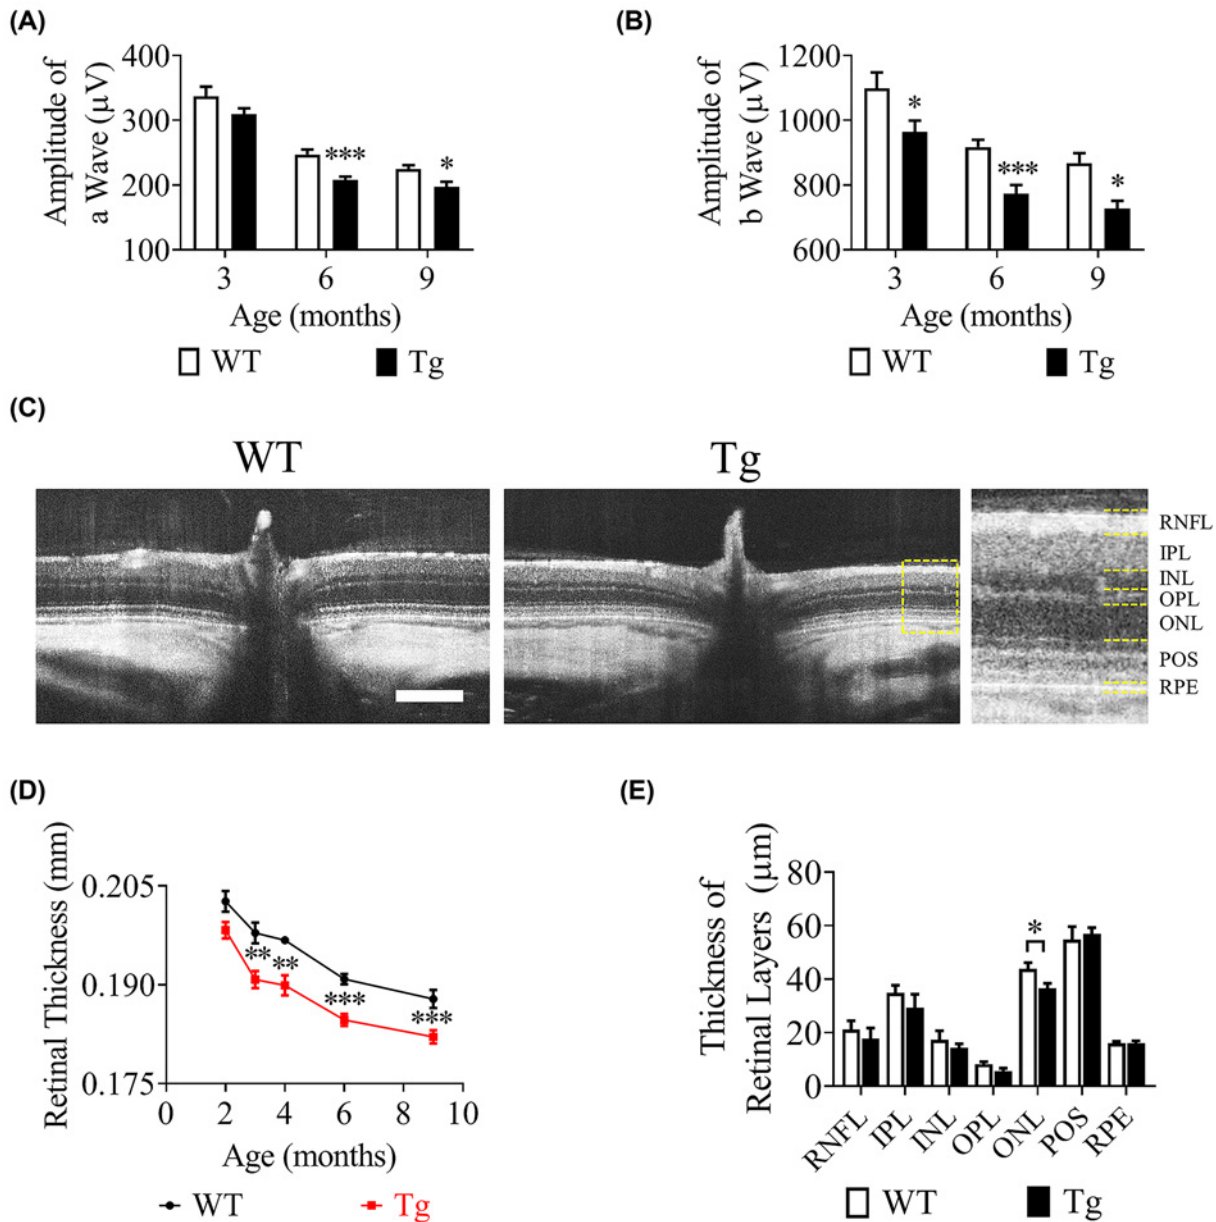 (A)
Amplitude of
a Wave (μV)
400
300
200
100
***
*
3
6
9
Age (months)
WT
Tg
(B)
Amplitude of
b Wave (μV)
1200
1000
800
600
*
***
*
3
6
9
Age (months)
WT
Tg
(C)
WT
Tg
RNFL
IPL
INL
OPL
ONL
POS
RPE
(D)
Retinal Thickness (mm)
0.205
0.190
0.175
**
**
***
***
0
2
4
6
8
10
Age (months)
WT
Tg
(E)
Thickness of
Retinal Layers (μm)
80
60
40
20
0
*
RNFL
IPL
INL
OPL
ONL
POS
RPE
WT
Tg